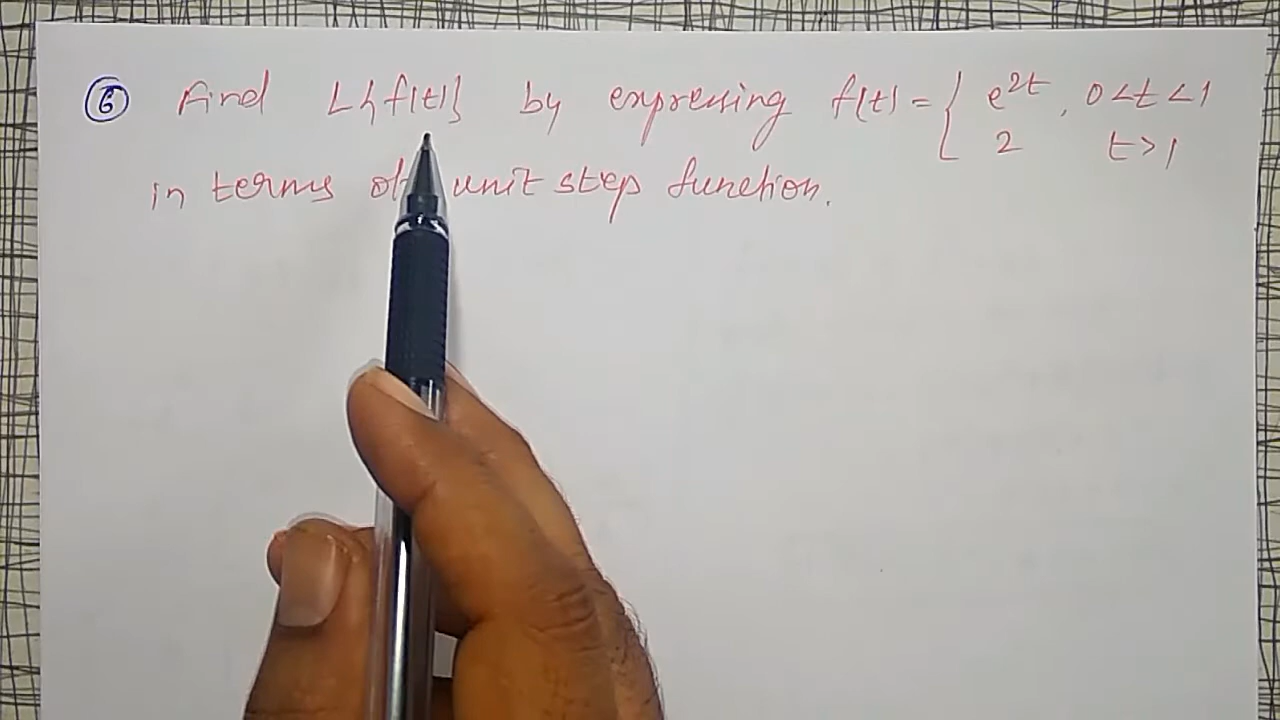 6 Find L{f(t)} by expressing f(t) = { e^2t, 0<t<1
2 t>1
in terms of unit step function.